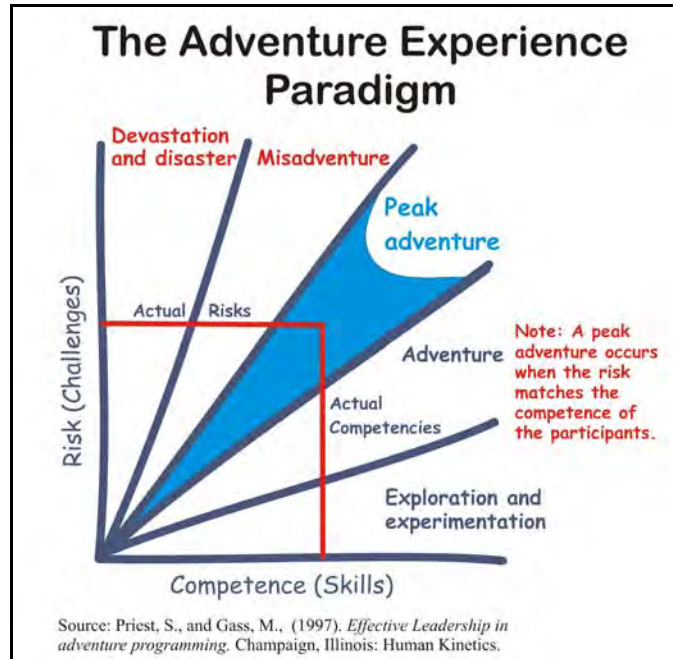 The Adventure Experience
Paradigm
Devastation
and disaster
Misadventure
Peak
adventure
Actual Risks
Adventure
Note: A peak
adventure occurs
when the risk
matches the
competence of
the participants.
Actual
Competencies
Exploration and
experimentation
Risk (Challenges)
Competence (Skills)
Source: Priest, S., and Gass, M., (1997). Effective Leadership in
adventure programming. Champaign, Illinois: Human Kinetics.